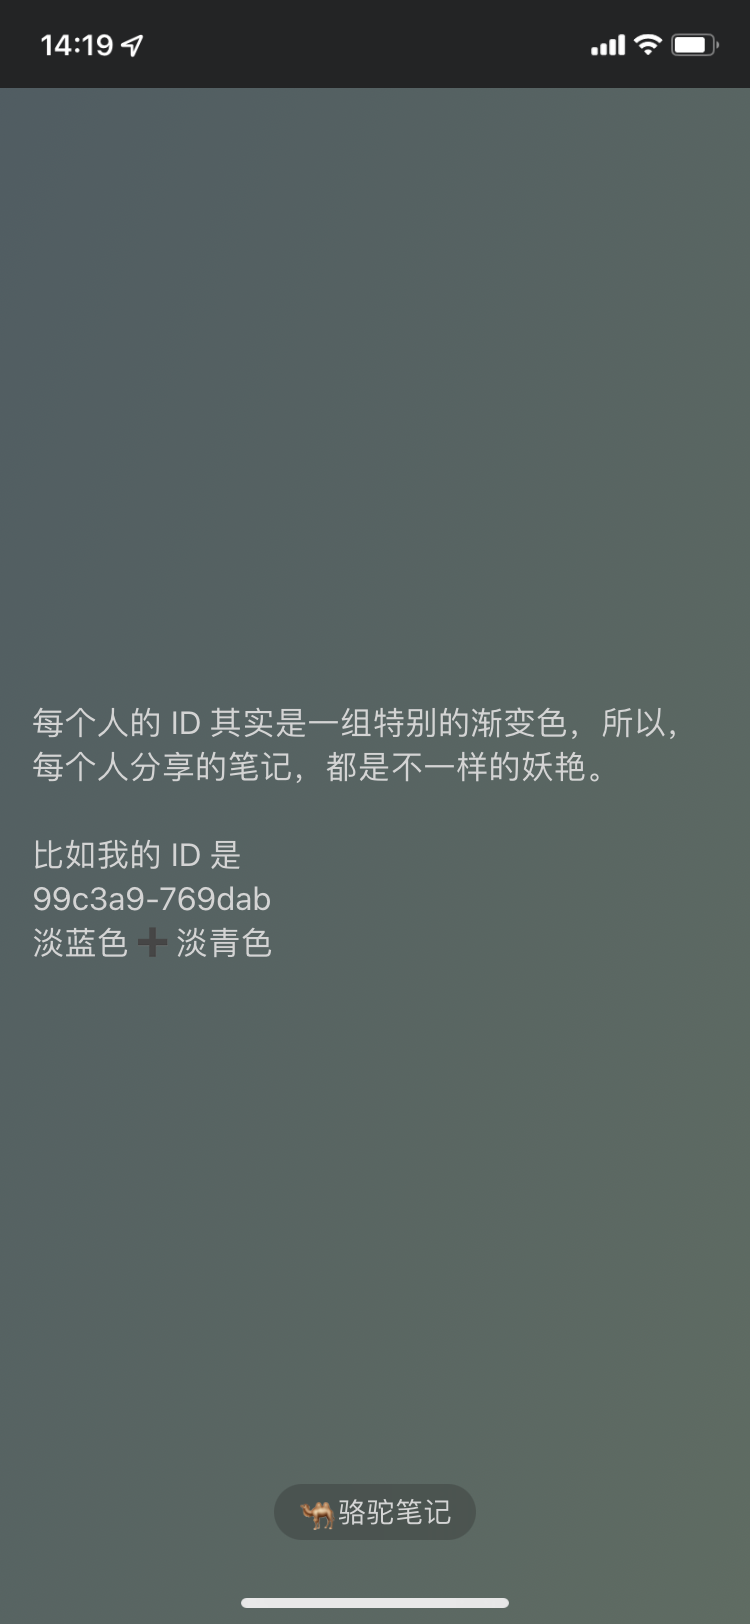 14:19
每个人的 ID 其实是一组特别的渐变色，所以，
每个人分享的笔记，都是不一样的妖艳。
比如我的 ID 是
99c3a9-769dab
淡蓝色 ➕ 淡青色
🐫骆驼笔记